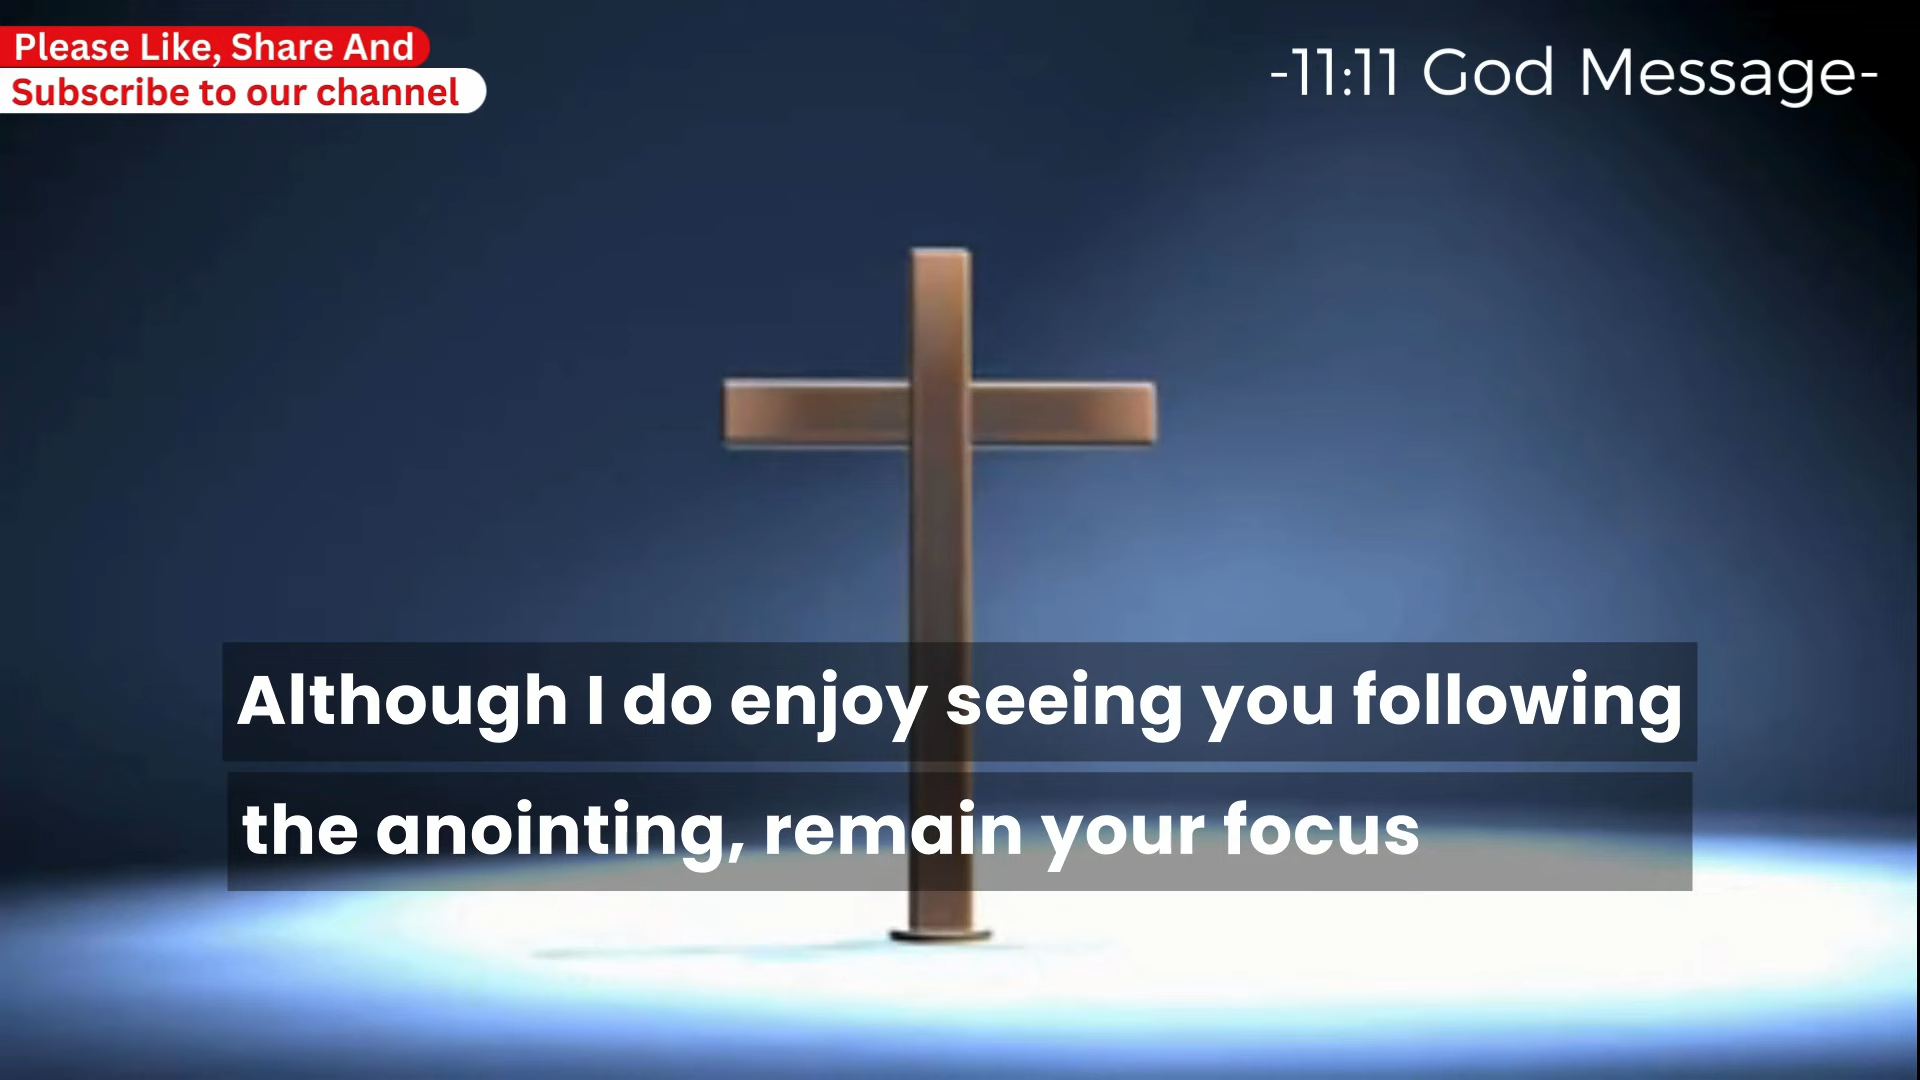 Please Like, Share And
Subscribe to our channel
-11:11 God Message-
Although I do enjoy seeing you following
the anointing, remain your focus